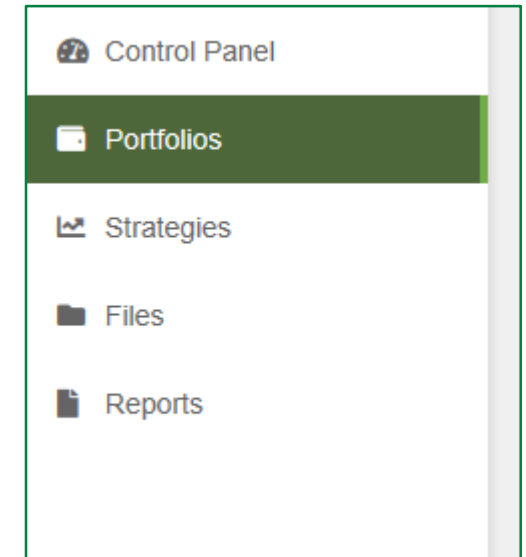 Control Panel
Portfolios
Strategies
Files
Reports